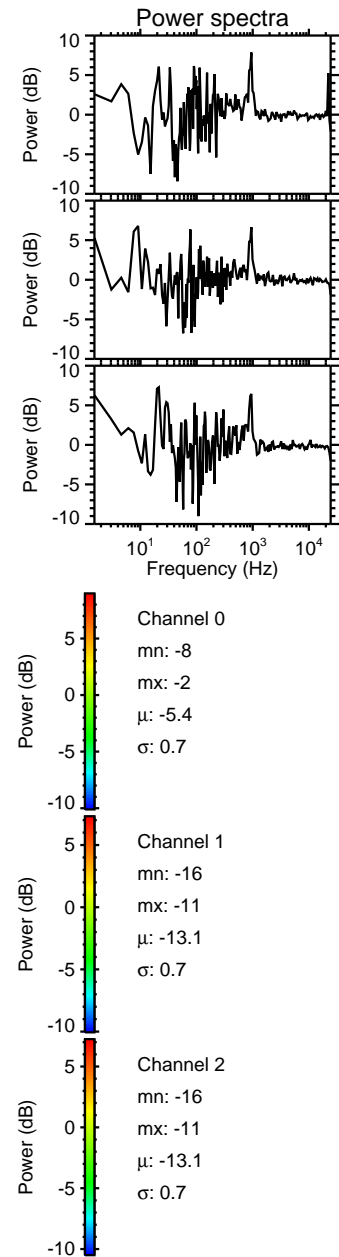 Power spectra
10
5
0
-5
-10
Power (dB)
10
5
0
-5
-10
Power (dB)
10
5
0
-5
-10
Power (dB)
10¹ 10² 10³ 10⁴
Frequency (Hz)
5
0
-5
-10
Power (dB)
Channel 0
mn: -8
mx: -2
μ: -5.4
σ: 0.7
5
0
-5
-10
Power (dB)
Channel 1
mn: -16
mx: -11
μ: -13.1
σ: 0.7
5
0
-5
-10
Power (dB)
Channel 2
mn: -16
mx: -11
μ: -13.1
σ: 0.7